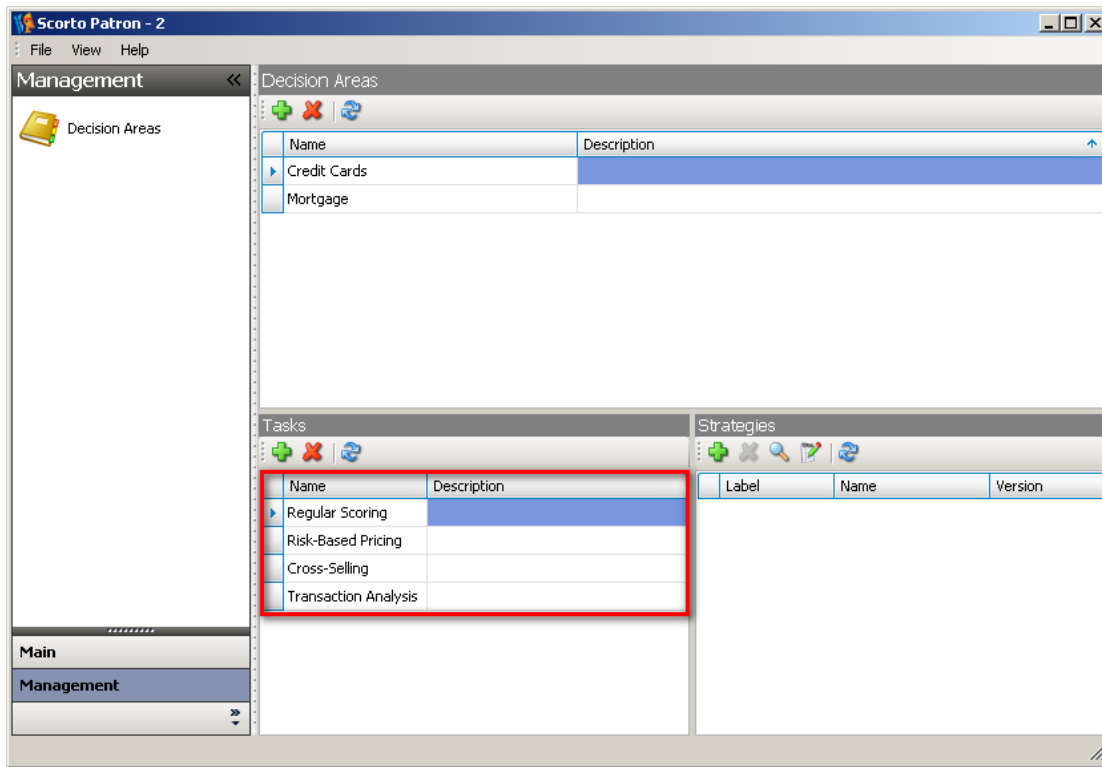 Scorto Patron - 2
File View Help
Management
Decision Areas
Decision Areas
Name Description
Credit Cards
Mortgage
Tasks
Name Description
Regular Scoring
Risk-Based Pricing
Cross-Selling
Transaction Analysis
Strategies
Label Name Version
Main
Management